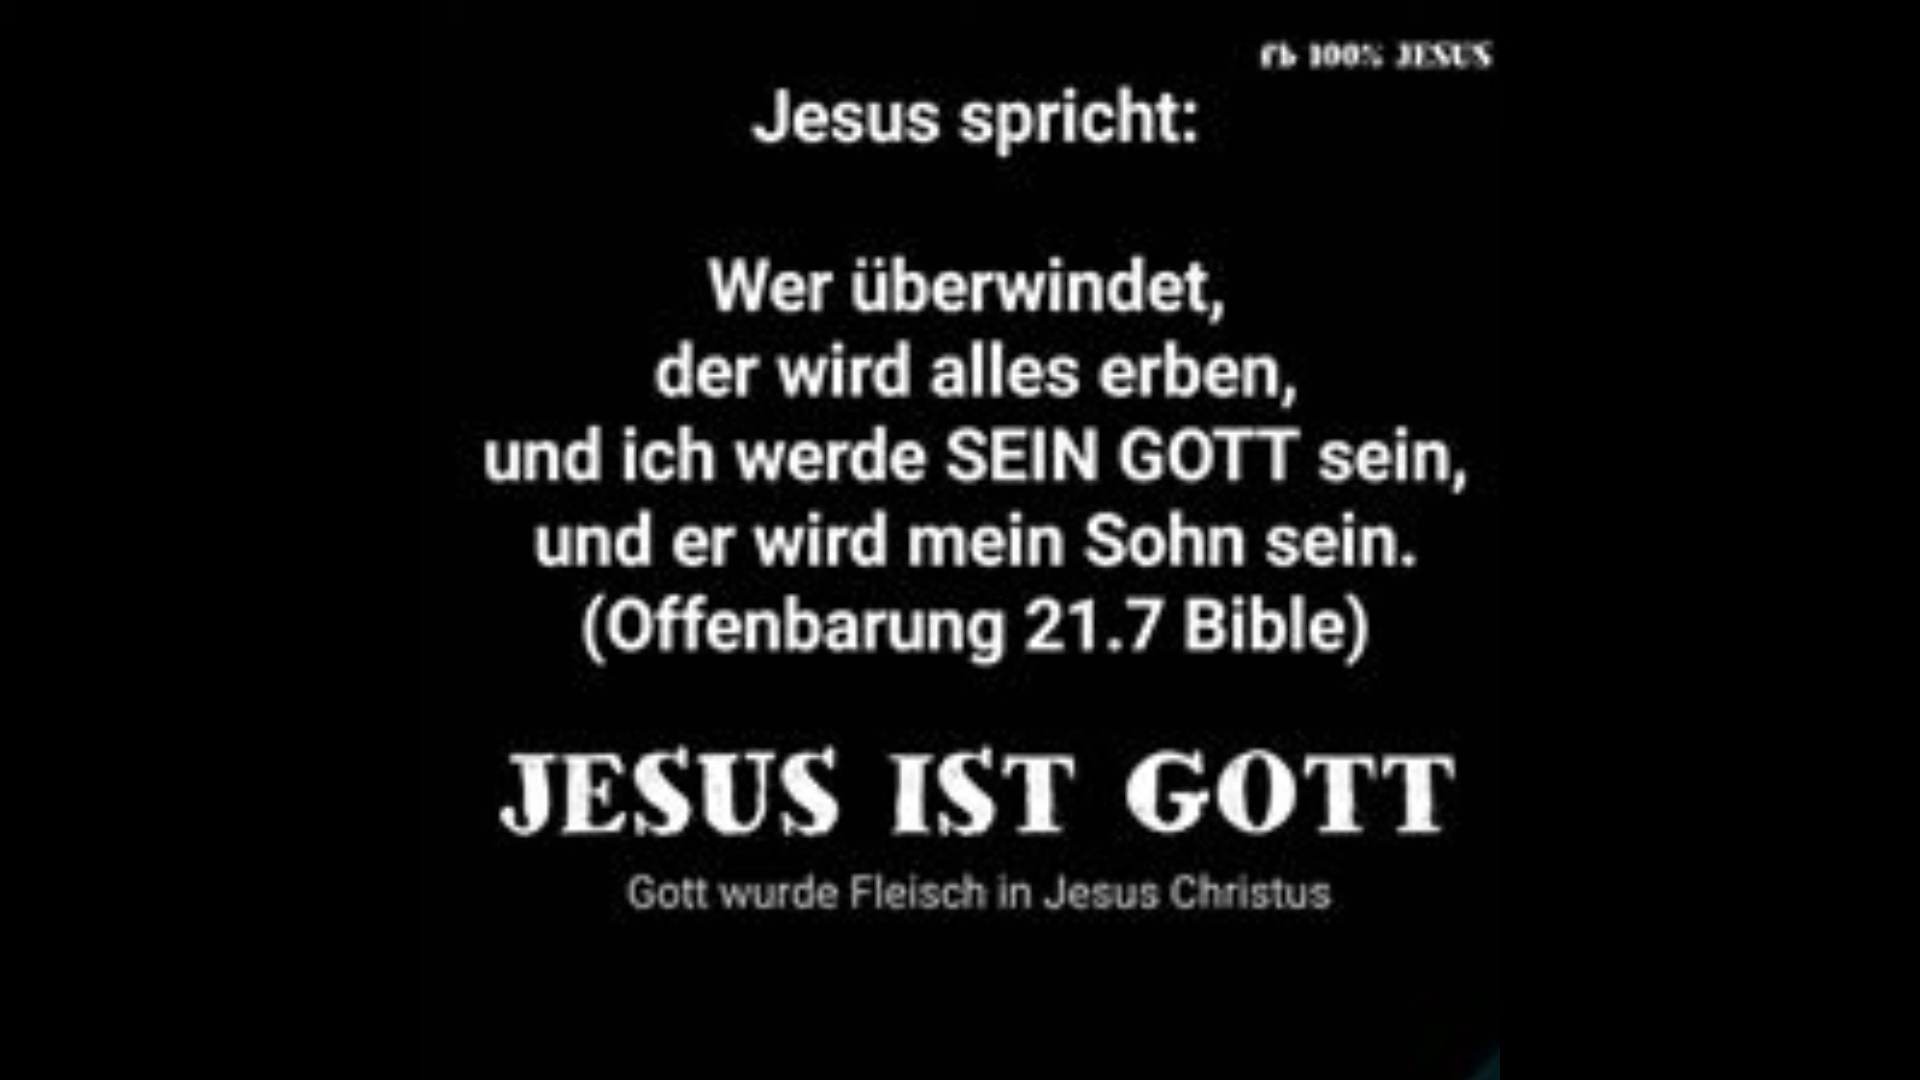 Fb 100% JESUS
Jesus spricht:
Wer überwindet,
der wird alles erben,
und ich werde SEIN GOTT sein,
und er wird mein Sohn sein.
(Offenbarung 21.7 Bible)
JESUS IST GOTT
Gott wurde Fleisch in Jesus Christus